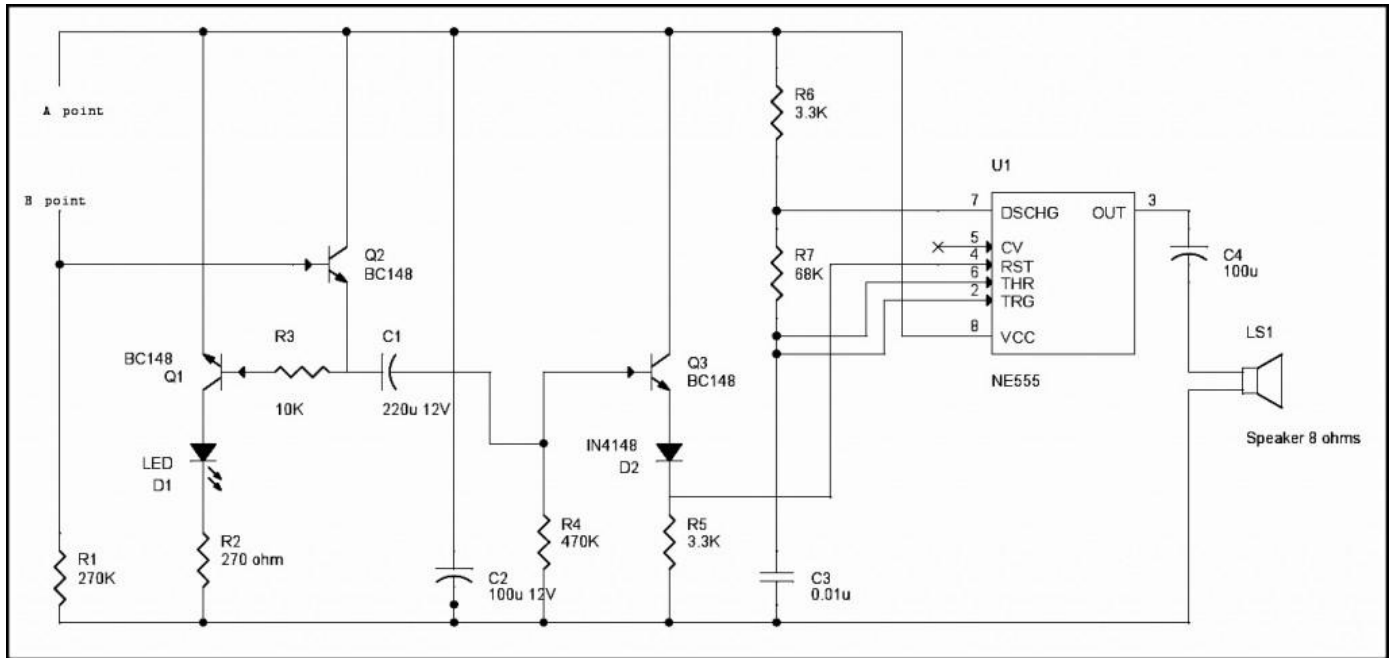 A point
B point
Q2
BC148
BC148
Q1
R3
10K
C1
220u 12V
LED
D1
R1
270K
R2
270 ohm
C2
100u 12V
R4
470K
Q3
BC148
IN4148
D2
R5
3.3K
R6
3.3K
R7
68K
C3
0.01u
U1
7
DSCHG
OUT
3
5
CV
4
RST
6
THR
2
TRG
8
VCC
NE555
C4
100u
LS1
Speaker 8 ohms